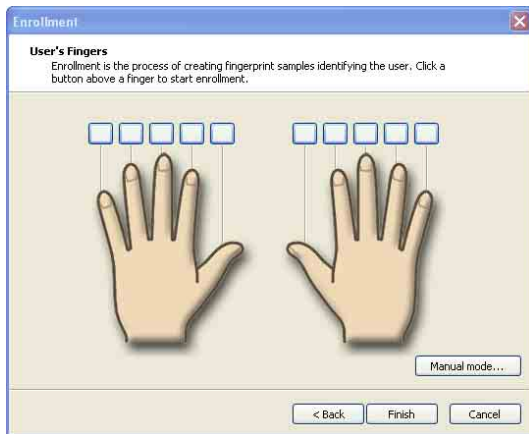 Enrollment
User's Fingers
Enrollment is the process of creating fingerprint samples identifying the user. Click a
button above a finger to start enrollment.
Manual mode...
< Back
Finish
Cancel